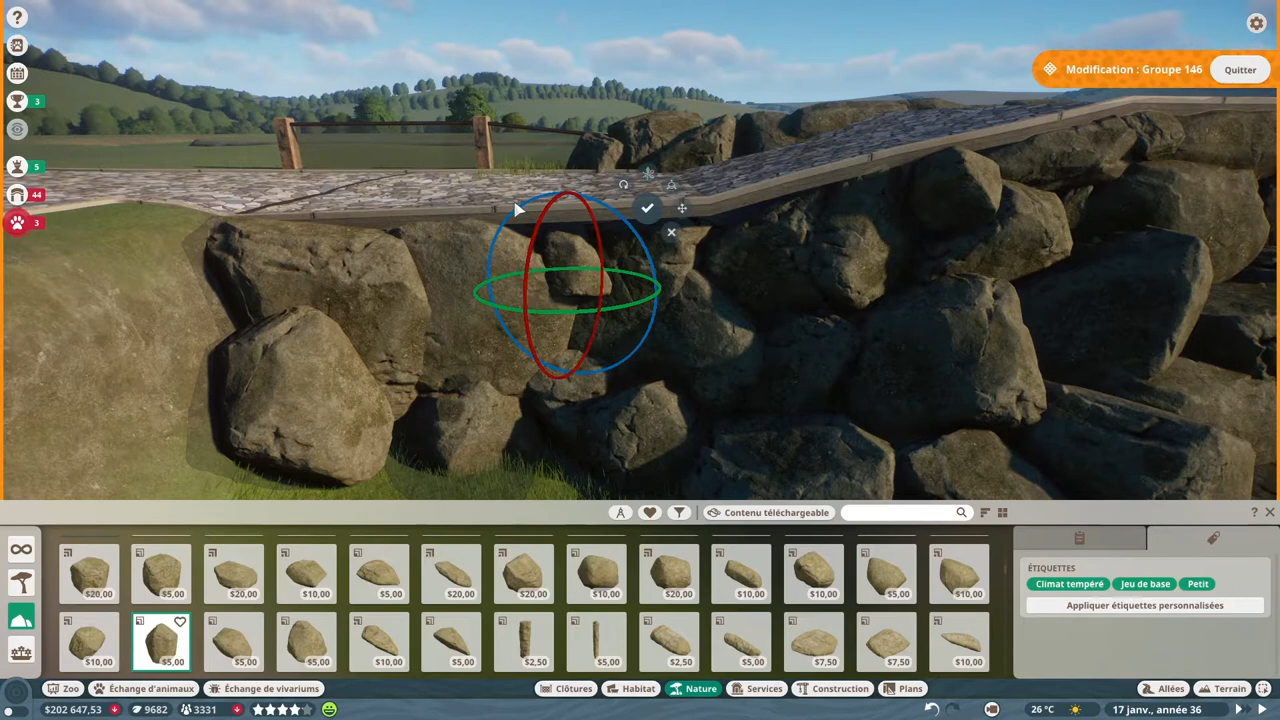 ?
Modification : Groupe 146
Quitter
3
5
44
3
Contenu téléchargeable
? ×
$20,00
$5,00
$20,00
$10,00
$5,00
$20,00
$20,00
$10,00
$20,00
$10,00
$10,00
$5,00
$10,00
$10,00
$5,00
$5,00
$5,00
$10,00
$5,00
$2,50
$5,00
$2,50
$5,00
$7,50
$7,50
$10,00
ÉTIQUETTES
Climat tempéré
Jeu de base
Petit
Appliquer étiquettes personnalisées
Zoo
Échange d'animaux
Échange de vivariums
Clôtures
Habitat
Nature
Services
Construction
Plans
Allées
Terrain
$202 647,53
9682
3331
26 °C
17 janv., année 36